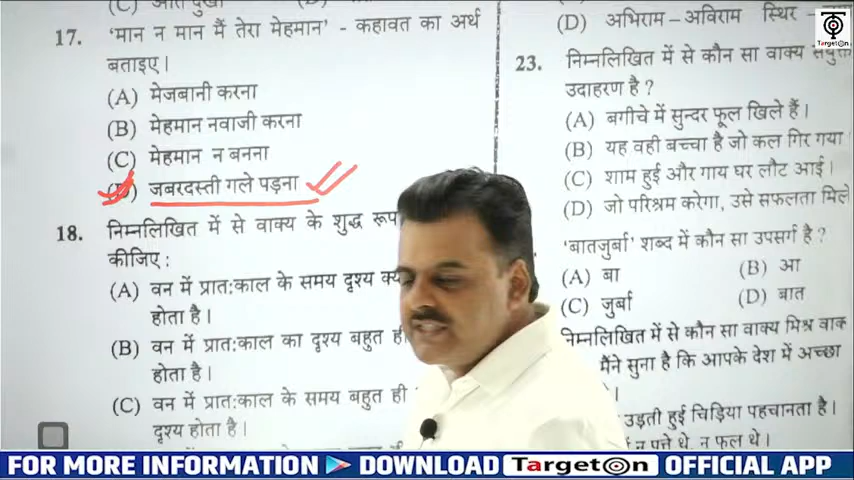 17. 'मान न मान मैं तेरा मेहमान' - कहावत का अर्थ
बताइए।
(A) मेजबानी करना
(B) मेहमान नवाजी करना
(C) मेहमान न बनना
जबरदस्ती गले पड़ना
18. निम्नलिखित में से वाक्य के शुद्ध
कीजिए :
(A) वन में प्रात:काल के समय दृश्य
होता है।
(B) वन में प्रात:काल का दृश्य बहुत
होता है।
(C) वन में प्रात:काल के समय बहुत ही
दृश्य होता है।
(D) अभिराम – अविराम स्थिर –
23. निम्नलिखित में से कौन सा वाक्य
उदाहरण है ?
(A) बगीचे में सुन्दर फूल खिले हैं।
(B) यह वही बच्चा है जो कल गिर गया
(C) शाम हुई और गाय घर लौट आई।
(D) जो परिश्रम करेगा, उसे सफलता
'बातजुर्बा' शब्द में कौन सा उपसर्ग है ?
(A) बा (B) आ
(C) जुर्बा (D) बात
निम्नलिखित में से कौन सा वाक्य मिश्र
मैंने सुना है कि आपके देश में अच्छा
उड़ती हुई चिड़िया पहचानता है।
न पत्ते थे, न फूल थे।
TargetOn
FOR MORE INFORMATION DOWNLOAD TargetOn OFFICIAL APP